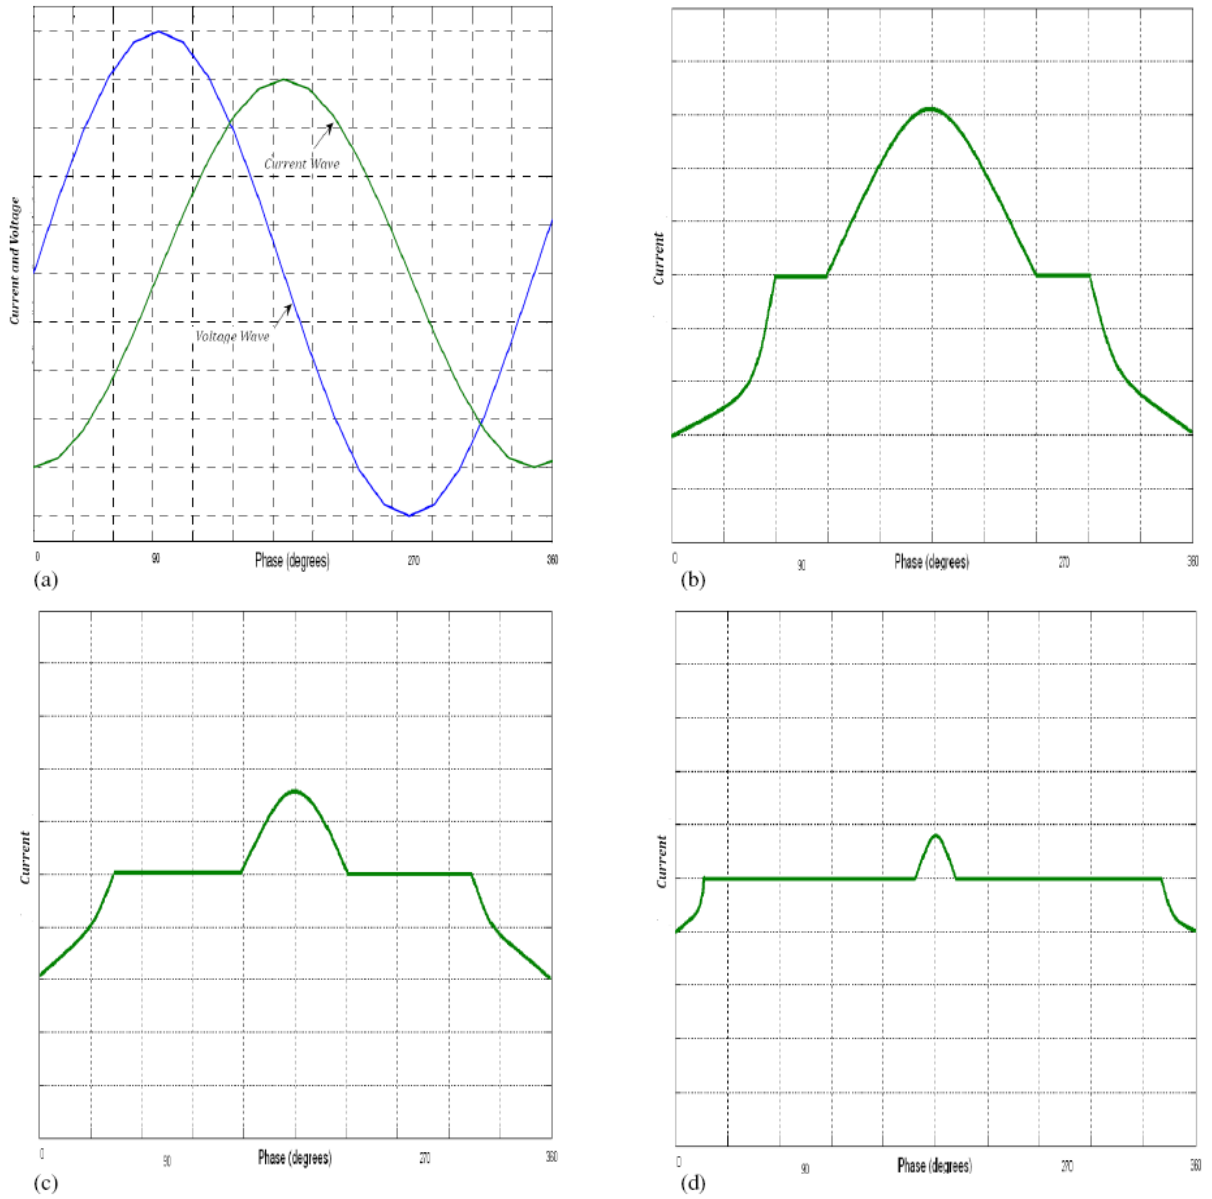 Current and Voltage
Current Wave
Voltage Wave
0 90 Phase (degrees) 270 360
(a)
Current
0 90 Phase (degrees) 270 360
(b)
Current
0 90 Phase (degrees) 270 360
(c)
Current
0 90 Phase (degrees) 270 360
(d)